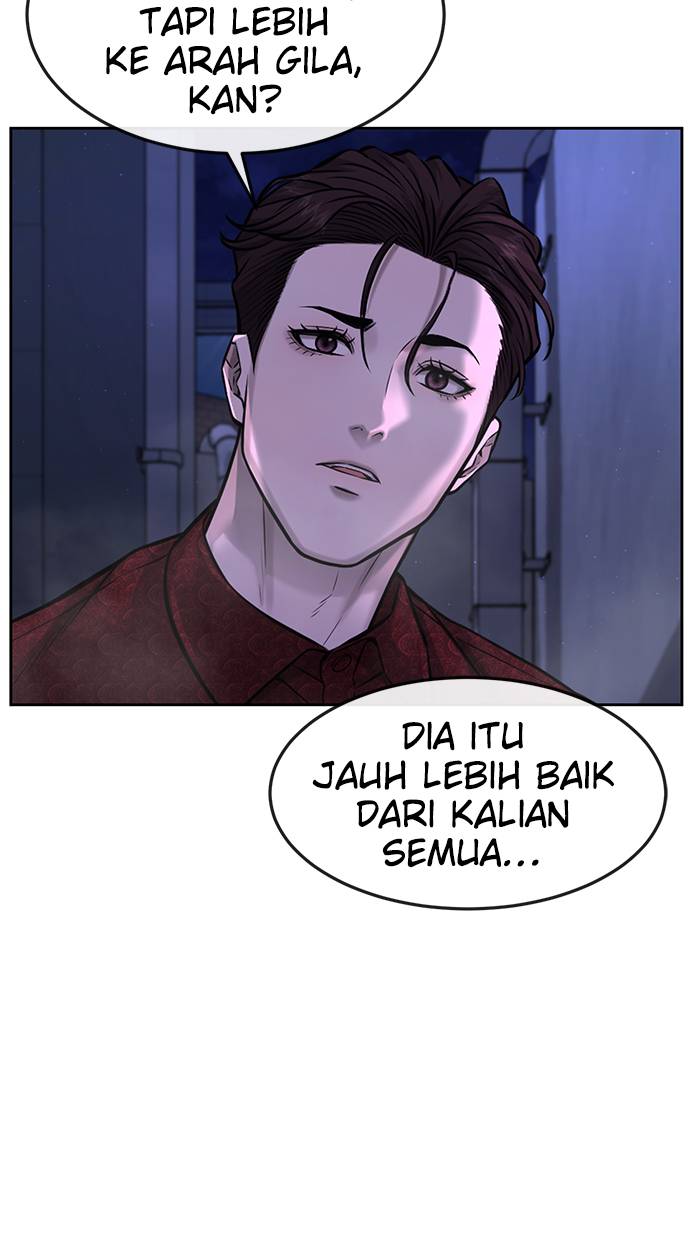 TAPI LEBIH
KE ARAH GILA,
KAN?
DIA ITU
JAUH LEBIH BAIK
DARI KALIAN
SEMUA...